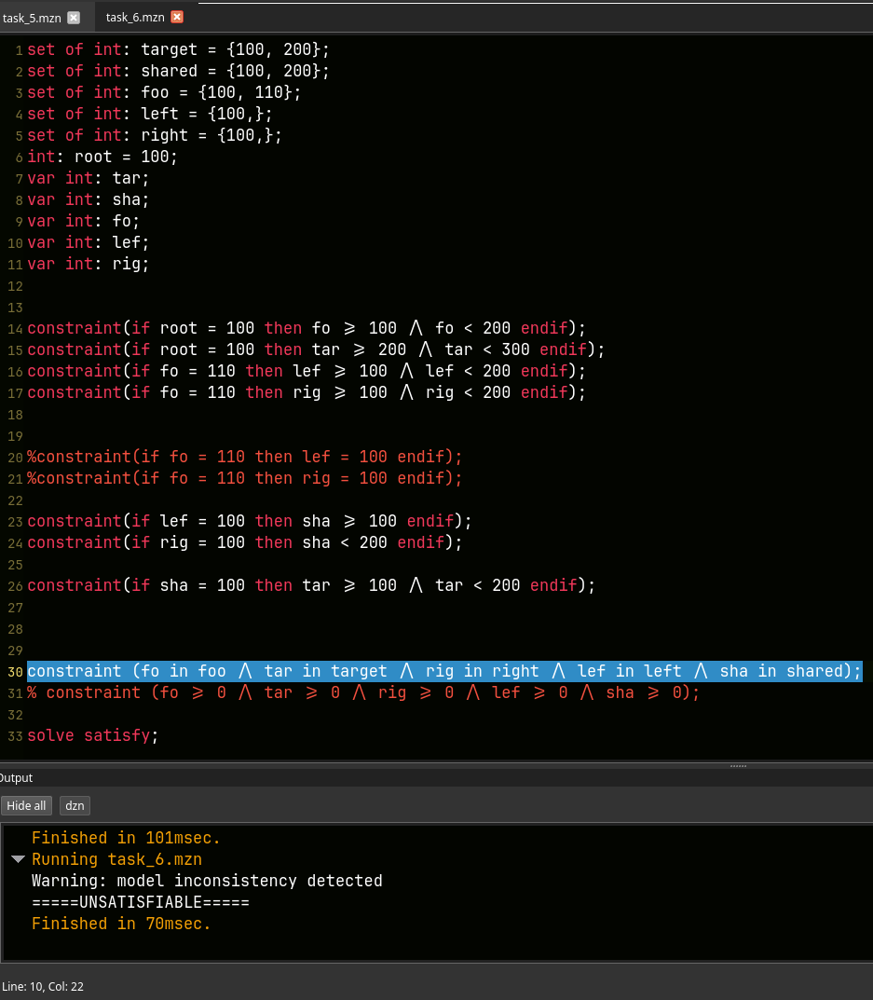 task_5.mzn
task_6.mzn
1 set of int: target = {100, 200};
2 set of int: shared = {100, 200};
3 set of int: foo = {100, 110};
4 set of int: left = {100,};
5 set of int: right = {100,};
6 int: root = 100;
7 var int: tar;
8 var int: sha;
9 var int: fo;
10 var int: lef;
11 var int: rig;
12
13
14 constraint(if root = 100 then fo ⩾ 100 ⋀ fo < 200 endif);
15 constraint(if root = 100 then tar ⩾ 200 ⋀ tar < 300 endif);
16 constraint(if fo = 110 then lef ⩾ 100 ⋀ lef < 200 endif);
17 constraint(if fo = 110 then rig ⩾ 100 ⋀ rig < 200 endif);
18
19
20 %constraint(if fo = 110 then lef = 100 endif);
21 %constraint(if fo = 110 then rig = 100 endif);
22
23 constraint(if lef = 100 then sha ⩾ 100 endif);
24 constraint(if rig = 100 then sha < 200 endif);
25
26 constraint(if sha = 100 then tar ⩾ 100 ⋀ tar < 200 endif);
27
28
29
30 constraint (fo in foo ⋀ tar in target ⋀ rig in right ⋀ lef in left ⋀ sha in shared);
31 % constraint (fo ⩾ 0 ⋀ tar ⩾ 0 ⋀ rig ⩾ 0 ⋀ lef ⩾ 0 ⋀ sha ⩾ 0);
32
33 solve satisfy;
Output
Hide all
dzn
Finished in 101msec.
Running task_6.mzn
Warning: model inconsistency detected
=====UNSATISFIABLE=====
Finished in 70msec.
Line: 10, Col: 22